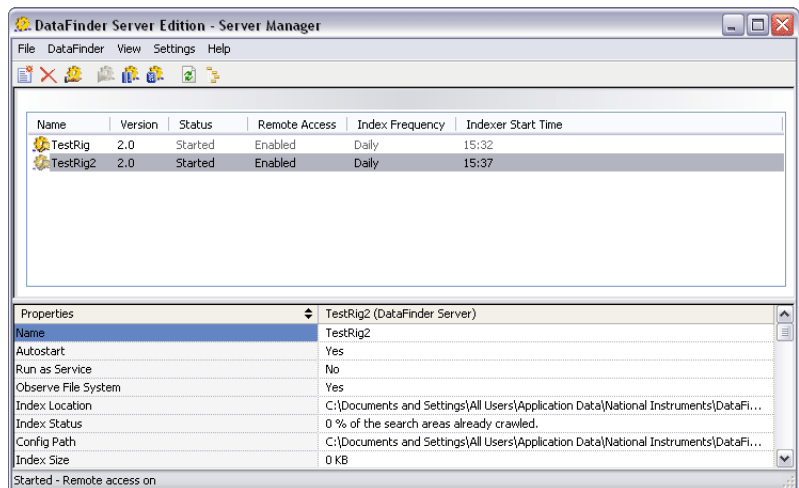 DataFinder Server Edition - Server Manager
File DataFinder View Settings Help
Name Version Status Remote Access Index Frequency Indexer Start Time
TestRig 2.0 Started Enabled Daily 15:32
TestRig2 2.0 Started Enabled Daily 15:37
Properties TestRig2 (DataFinder Server)
Name TestRig2
Autostart Yes
Run as Service No
Observe File System Yes
Index Location C:\Documents and Settings\All Users\Application Data\National Instruments\DataFi...
Index Status 0 % of the search areas already crawled.
Config Path C:\Documents and Settings\All Users\Application Data\National Instruments\DataFi...
Index Size 0 KB
Started - Remote access on